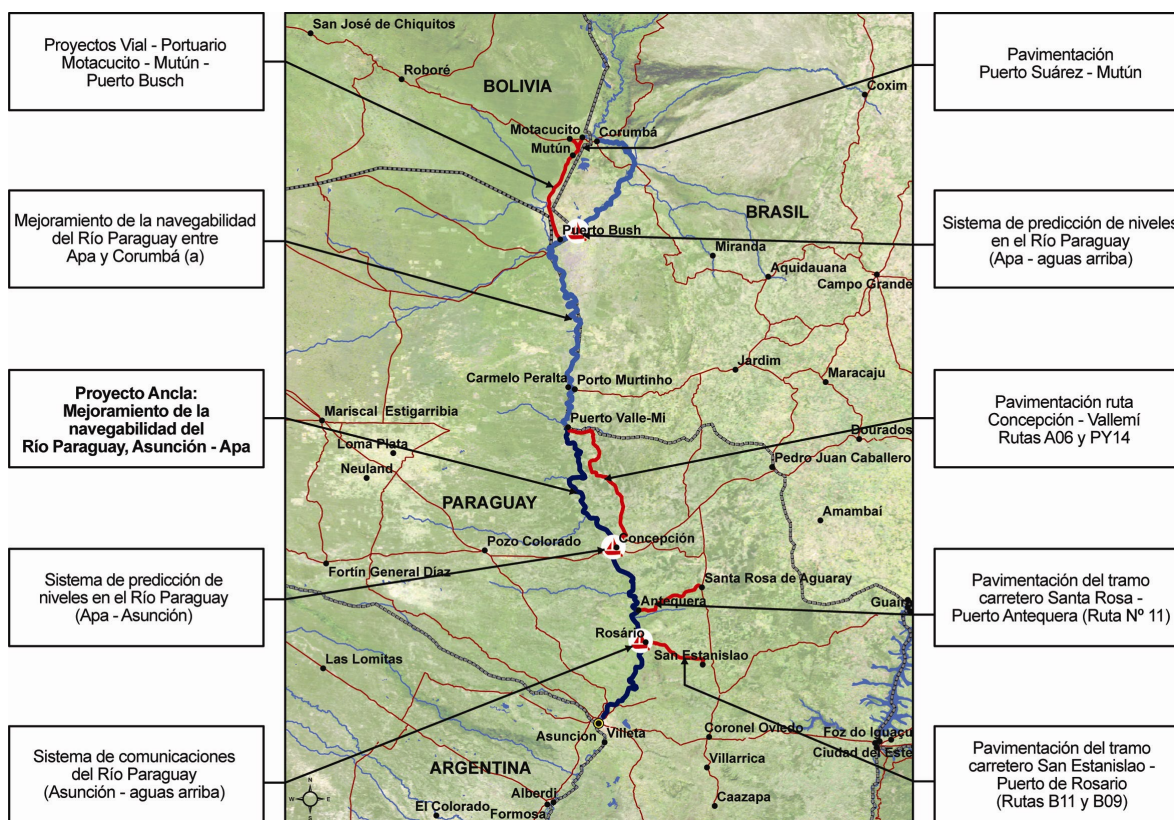 Proyectos Vial - Portuario
Motacucito - Mutún -
Puerto Busch
Mejoramiento de la navegabilidad
del Río Paraguay entre
Apa y Corumbá (a)
Proyecto Ancla:
Mejoramiento de la
navegabilidad del
Río Paraguay, Asunción - Apa
Sistema de predicción de
niveles en el Río Paraguay
(Apa - Asunción)
Sistema de comunicaciones
del Río Paraguay
(Asunción - aguas arriba)
San José de Chiquitos
Roboré
BOLIVIA
Coxim
Motacucito
Corumbá
Mutún
BRASIL
Puerto Bush
Miranda
Aquidauana
Campo Grande
Jardim
Carmelo Peralta
Porto Murtinho
Maracaju
Mariscal Estigarribia
Puerto Valle-Mi
Loma Plata
Dourados
Neuland
Pedro Juan Caballero
PARAGUAY
Amambaí
Pozo Colorado
Concepción
Fortín General Díaz
Santa Rosa de Aguaray
Antequera
Guaíra
Rosário
Las Lomitas
San Estanislao
Asunción
Villeta
Coronel Oviedo
Foz do Iguaçu
Ciudad del Este
ARGENTINA
Villarrica
Alberdi
El Colorado
Formosa
Caazapa
N
W
E
S
Pavimentación
Puerto Suárez - Mutún
Sistema de predicción de niveles
en el Río Paraguay
(Apa - aguas arriba)
Pavimentación ruta
Concepción - Vallemí
Rutas A06 y PY14
Pavimentación del tramo
carretero Santa Rosa -
Puerto Antequera (Ruta Nº 11)
Pavimentación del tramo
carretero San Estanislao -
Puerto de Rosario
(Rutas B11 y B09)